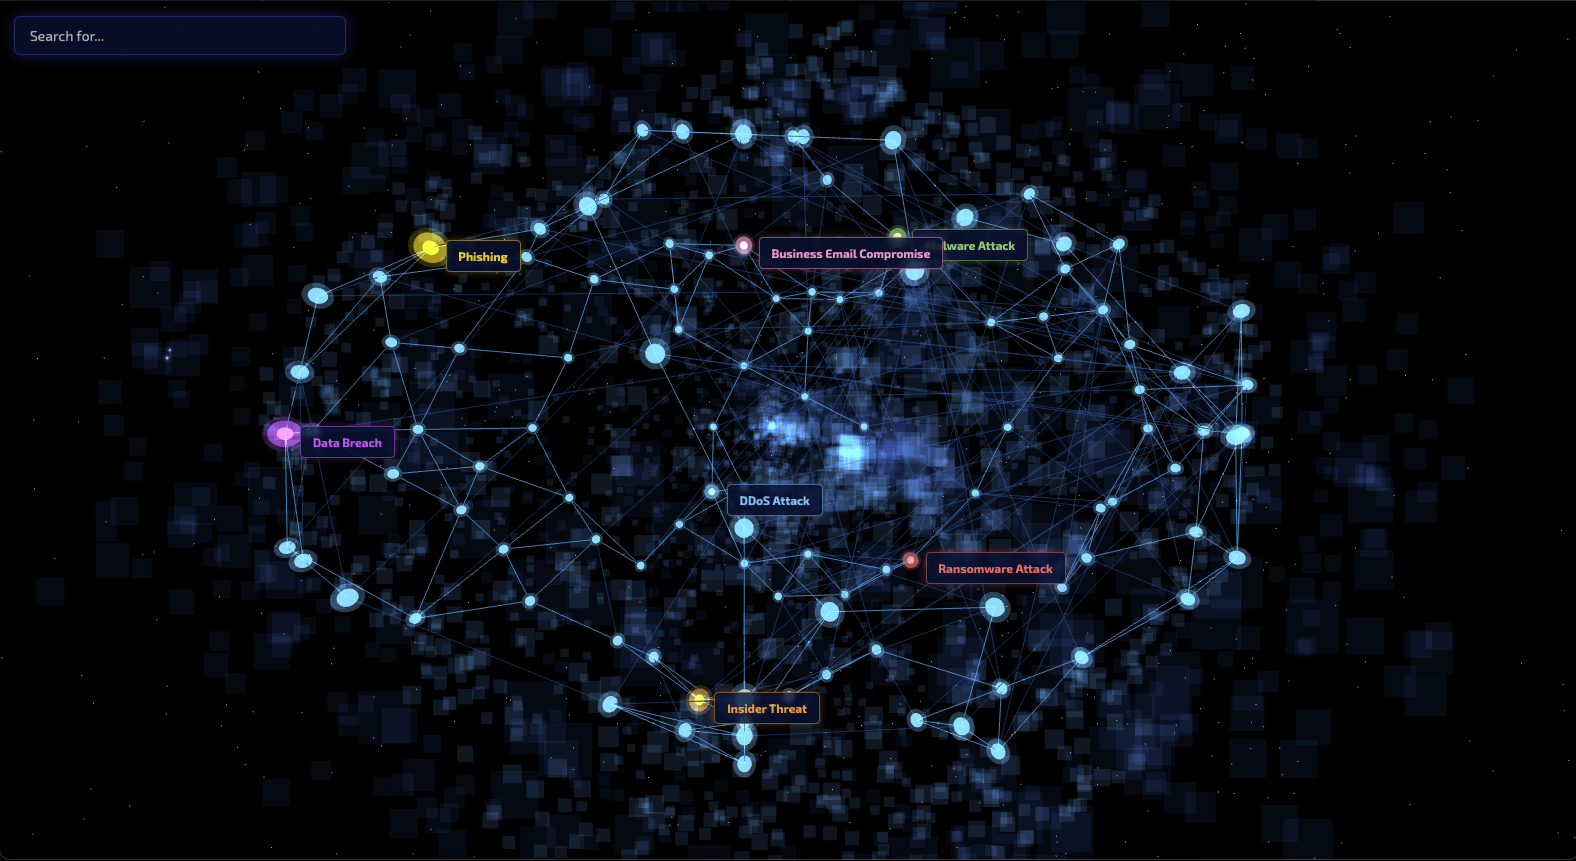 Search for...
Phishing
Business Email Compromise
lware Attack
Data Breach
DDoS Attack
Ransomware Attack
Insider Threat